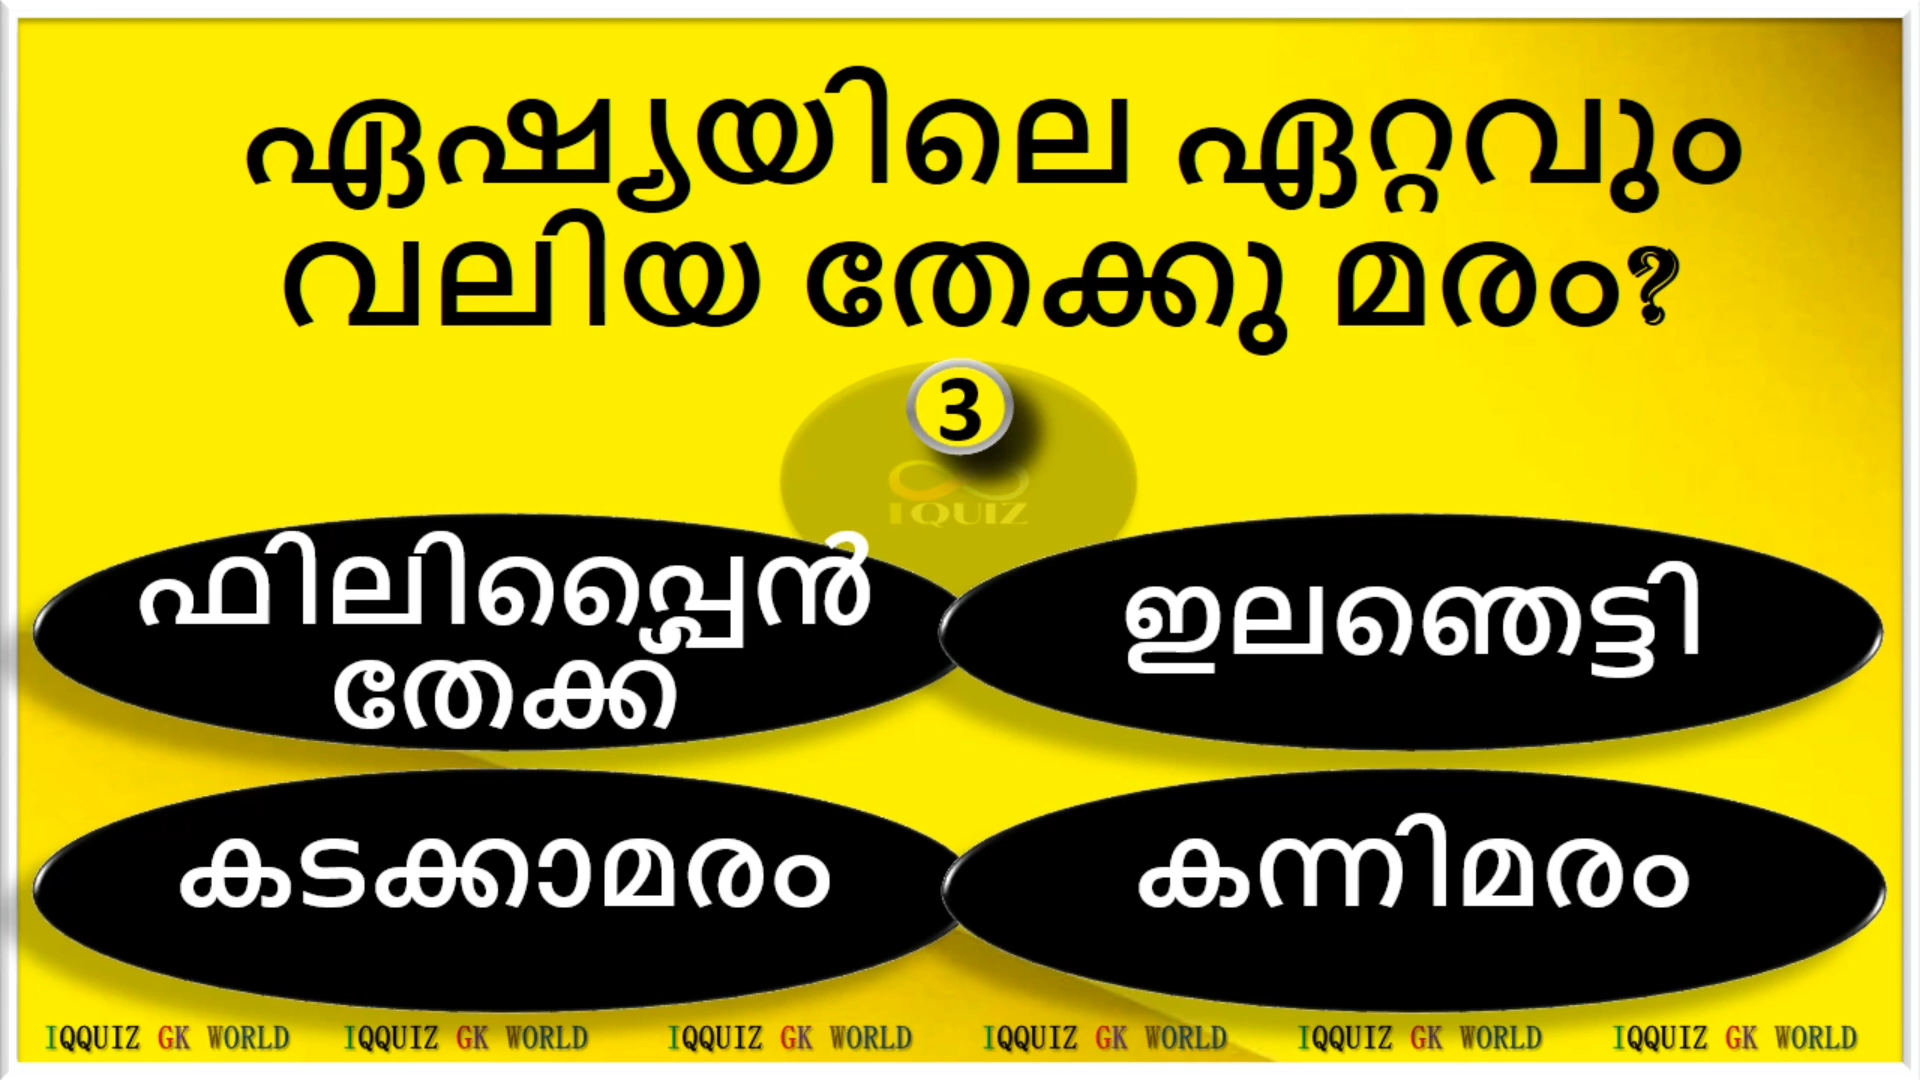 ഏഷ്യയിലെ ഏറ്റവും
വലിയ തേക്കു മരം?
3
IQUIZ
ഫിലിപ്പൈൻ
തേക്ക്
ഇലഞെട്ടി
കടക്കാമരം
കന്നിമരം
IQQUIZ GK WORLD IQQUIZ GK WORLD IQQUIZ GK WORLD IQQUIZ GK WORLD IQQUIZ GK WORLD IQQUIZ GK WORLD